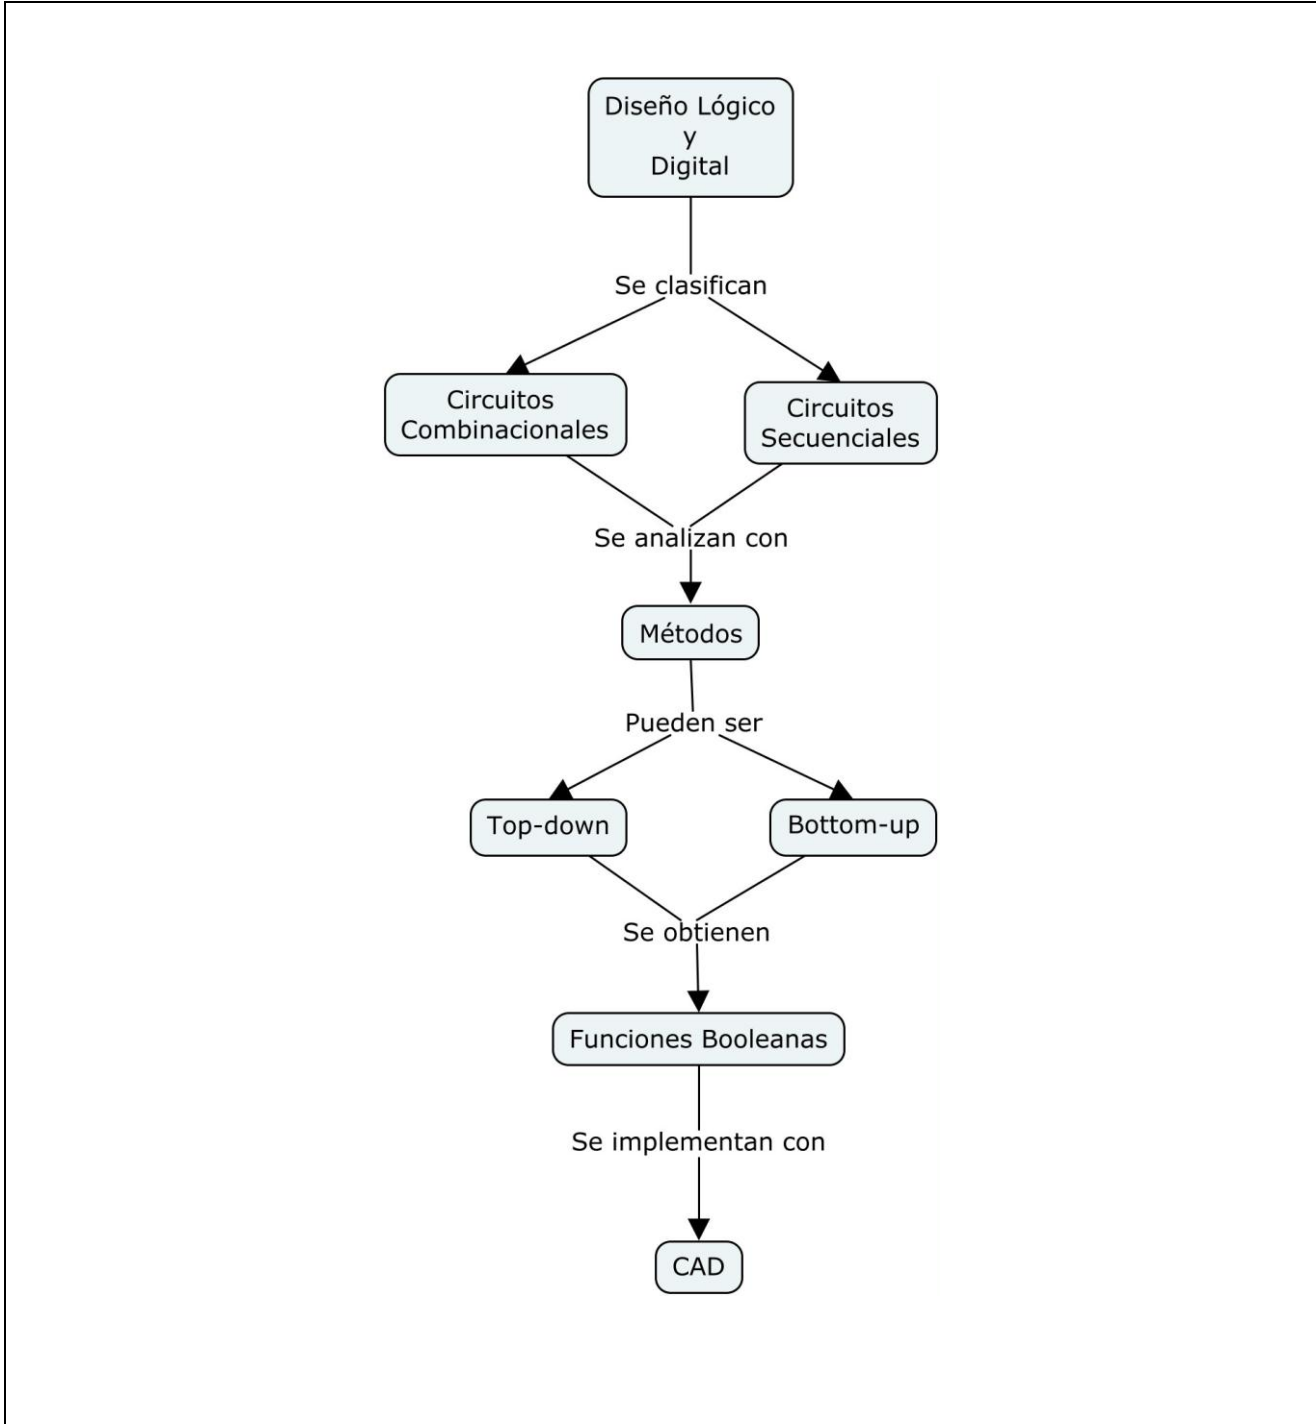 Diseño Lógico
y
Digital
Se clasifican
Circuitos
Combinacionales
Circuitos
Secuenciales
Se analizan con
Métodos
Pueden ser
Top-down
Bottom-up
Se obtienen
Funciones Booleanas
Se implementan con
CAD